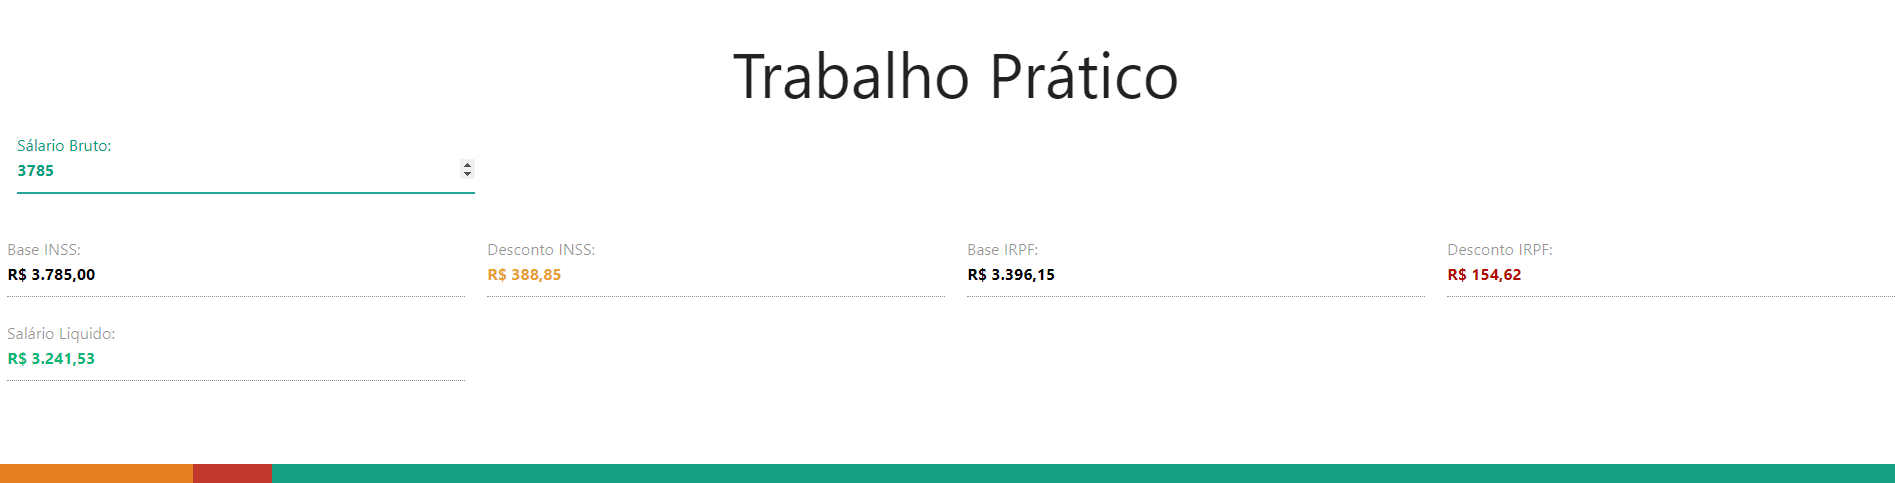 Trabalho Prático
Sálario Bruto:
3785
Base INSS:
R$ 3.785,00
Desconto INSS:
R$ 388,85
Base IRPF:
R$ 3.396,15
Desconto IRPF:
R$ 154,62
Salário Liquido:
R$ 3.241,53